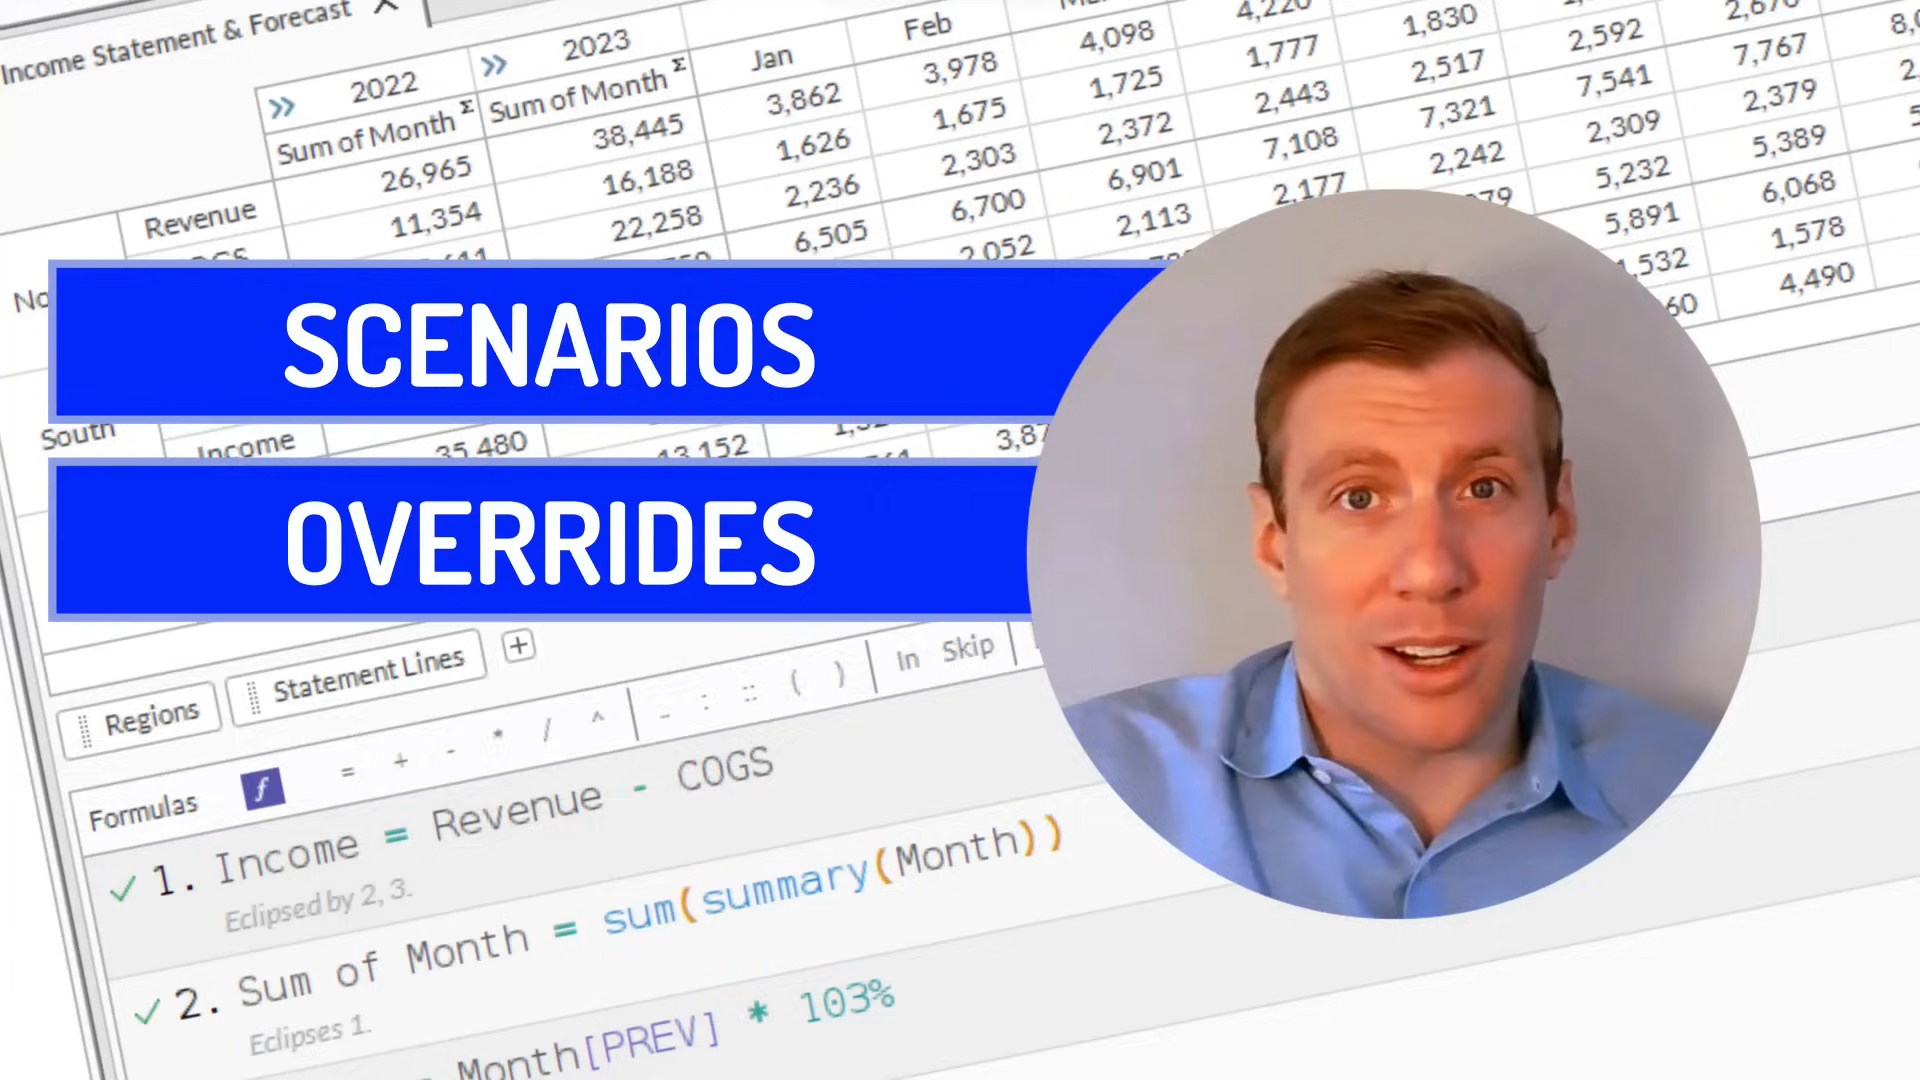 Income Statement & Forecast
2022
2023
Sum of Month Σ
Sum of Month Σ
Jan
Feb
26,965
38,445
3,862
3,978
4,098
4,220
1,830
2,592
7,767
Revenue
11,354
16,188
1,626
1,675
1,725
1,777
2,517
7,541
2,379
22,258
2,236
2,303
2,372
2,443
7,321
2,309
5,389
6,505
6,700
6,901
7,108
2,242
5,232
6,068
2,052
2,113
2,177
5,891
1,578
4,490
SCENARIOS
South
Income
35,480
13,152
OVERRIDES
Regions
Statement Lines
+
Formulas
f = + - * / ^ _ : :: ( ) In Skip
1. Income = Revenue - COGS
Eclipsed by 2, 3.
2. Sum of Month = sum(summary(Month))
Eclipses 1.
Month[PREV] * 103%